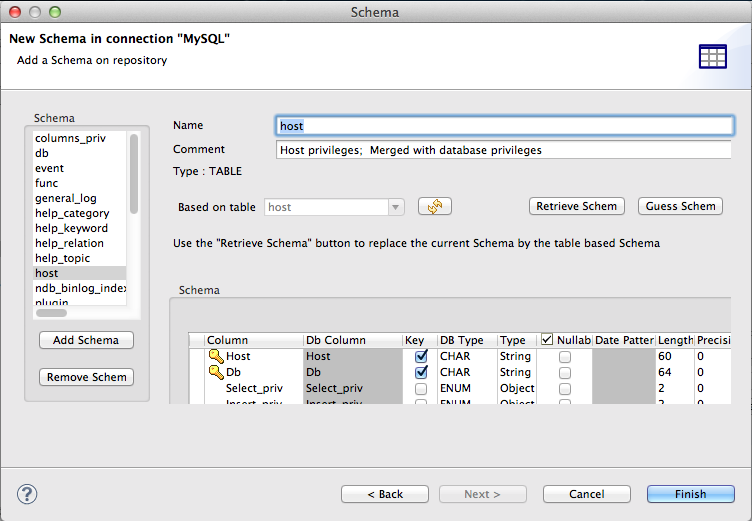 Schema
New Schema in connection "MySQL"
Add a Schema on repository
Schema
columns_priv
db
event
func
general_log
help_category
help_keyword
help_relation
help_topic
host
ndb_binlog_index
plugin
Add Schema
Remove Schem
Name
host
Comment
Host privileges;  Merged with database privileges
Type : TABLE
Based on table
host
Retrieve Schem
Guess Schem
Use the "Retrieve Schema" button to replace the current Schema by the table based Schema
Schema
Column Db Column Key DB Type Type Nullab Date Patter Length Precisi
Host Host CHAR String 60 0
Db Db CHAR String 64 0
Select_priv Select_priv ENUM Object 2 0
Insert_priv Insert_priv ENUM Object 2 0
?
< Back
Next >
Cancel
Finish